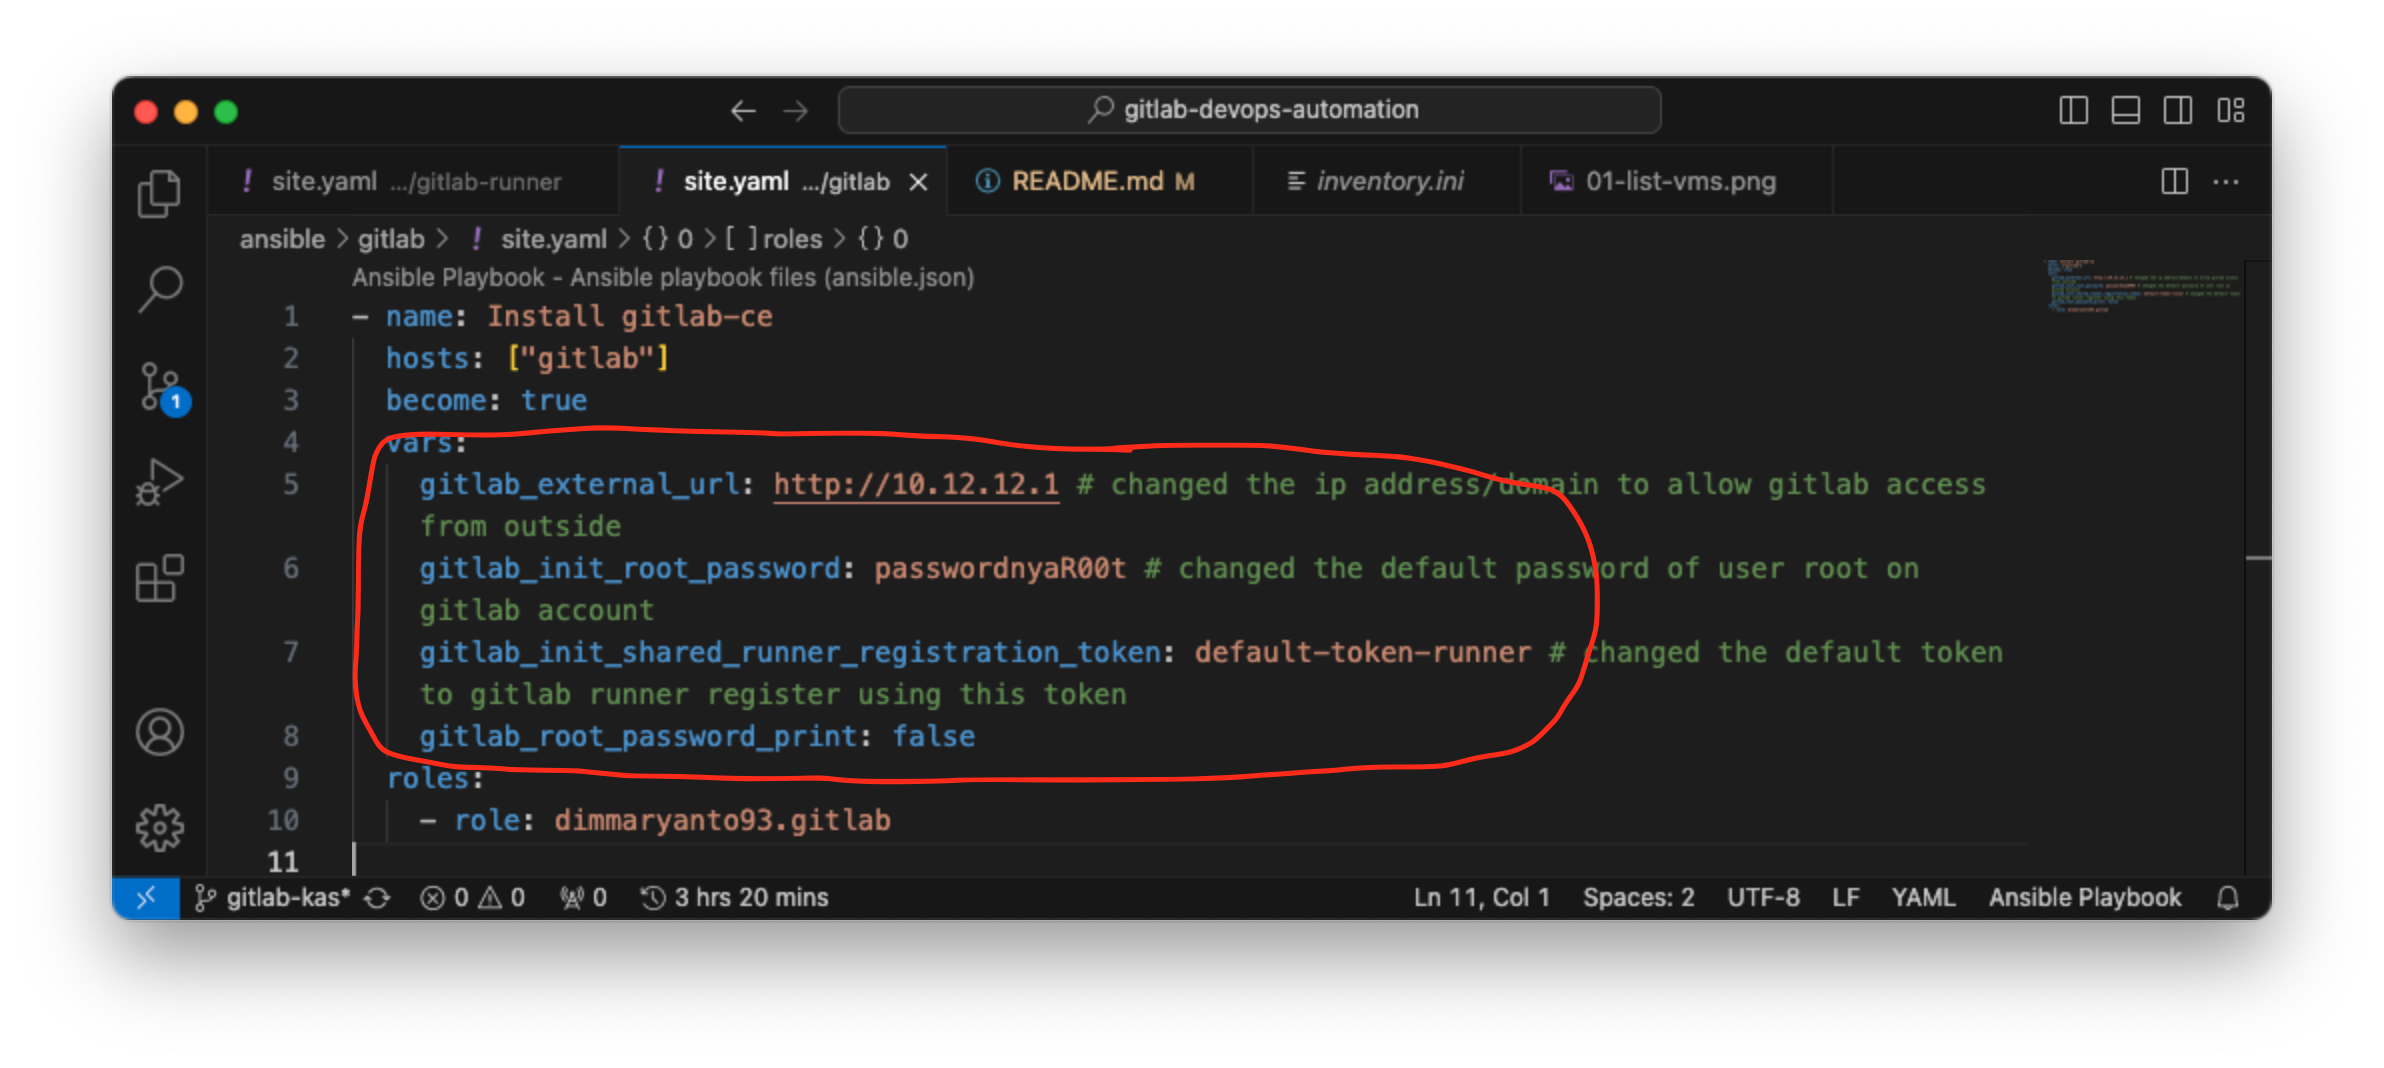 gitlab-devops-automation
! site.yaml .../gitlab-runner
! site.yaml .../gitlab
README.md M
inventory.ini
01-list-vms.png
ansible > gitlab > ! site.yaml > {} 0 > [ ] roles > {} 0
Ansible Playbook - Ansible playbook files (ansible.json)
1 - name: Install gitlab-ce
2 hosts: ["gitlab"]
3 become: true
4 vars:
5 gitlab_external_url: http://10.12.12.1 # changed the ip address/domain to allow gitlab access
from outside
6 gitlab_init_root_password: passwordnyaR00t # changed the default password of user root on
gitlab account
7 gitlab_init_shared_runner_registration_token: default-token-runner # changed the default token
to gitlab runner register using this token
8 gitlab_root_password_print: false
9 roles:
10 - role: dimmaryanto93.gitlab
11
1
gitlab-kas* 0 0 0 3 hrs 20 mins Ln 11, Col 1 Spaces: 2 UTF-8 LF YAML Ansible Playbook